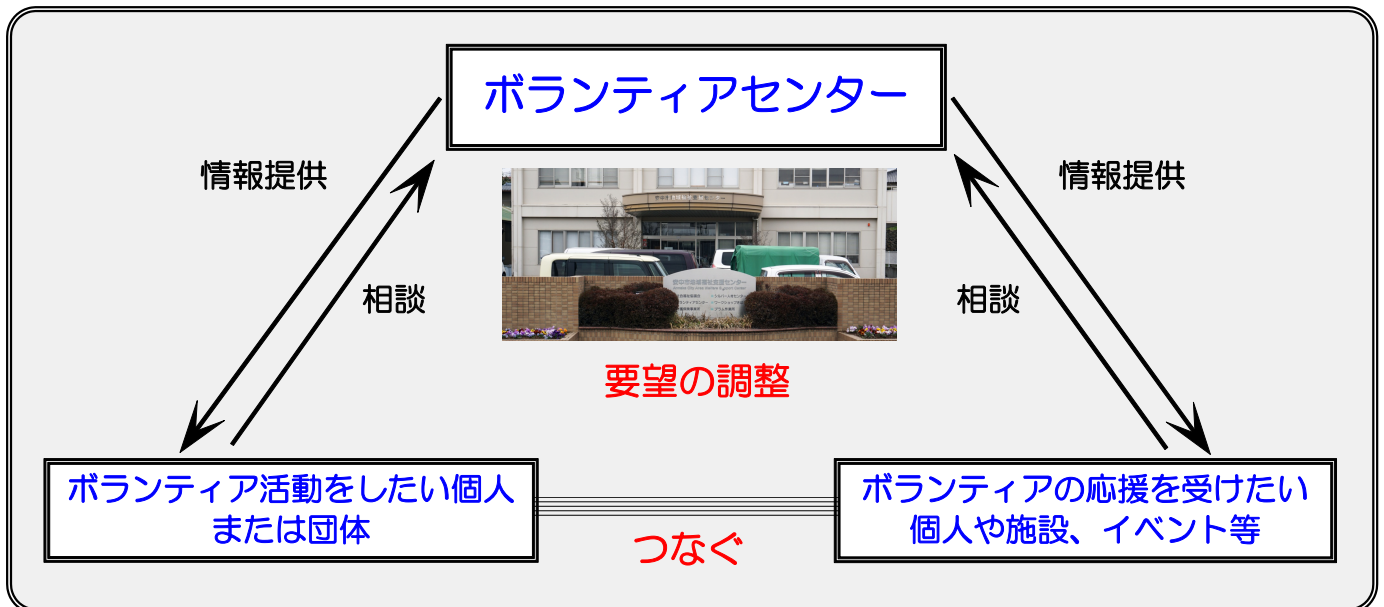 ボランティアセンター
情報提供
情報提供
相談
相談
要望の調整
ボランティア活動をしたい個人
または団体
ボランティアの応援を受けたい
個人や施設、イベント等
つなぐ